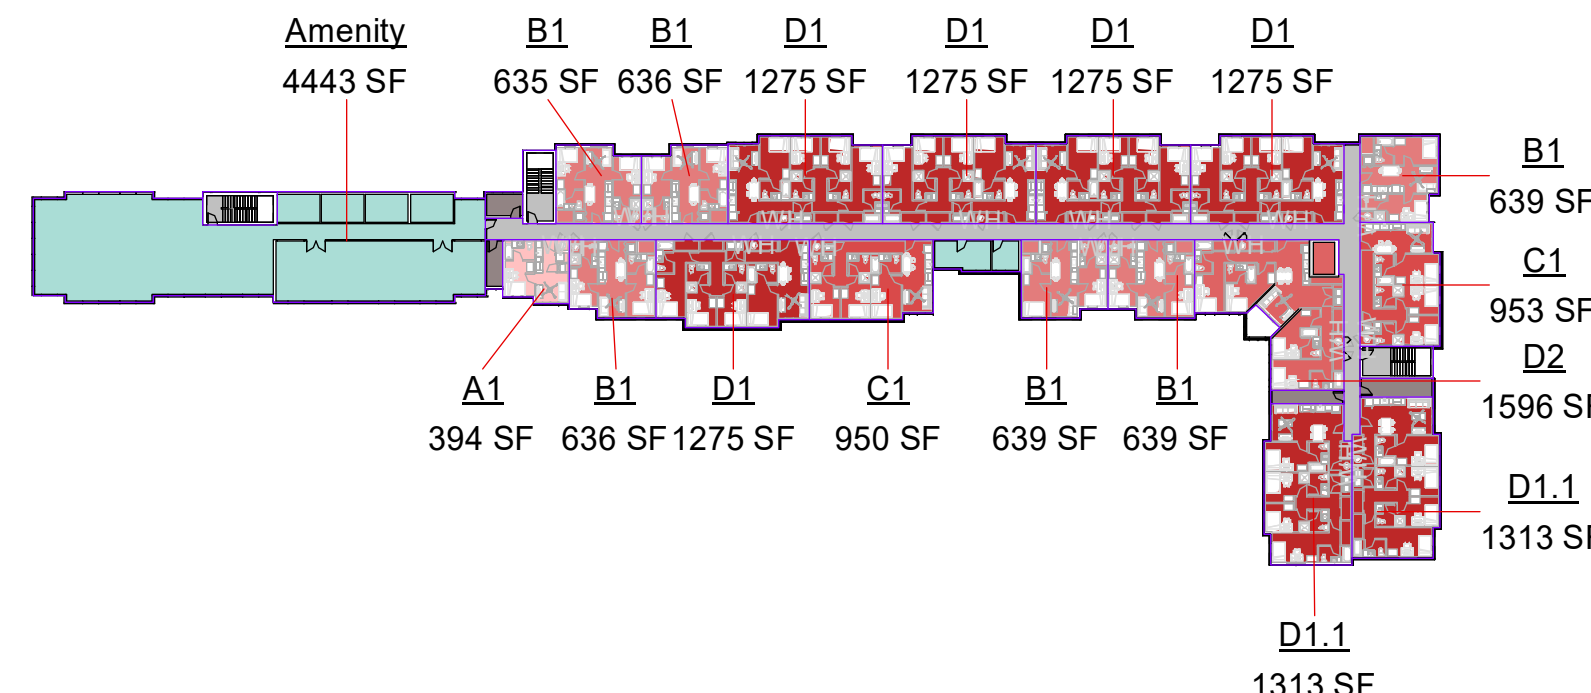 Amenity
4443 SF
B1
635 SF
B1
636 SF
D1
1275 SF
D1
1275 SF
D1
1275 SF
D1
1275 SF
B1
639 SF
C1
953 SF
D2
1596 SF
D1.1
1313 SF
A1
394 SF
B1
636 SF
D1
1275 SF
C1
950 SF
B1
639 SF
B1
639 SF
D1.1
1313 SF